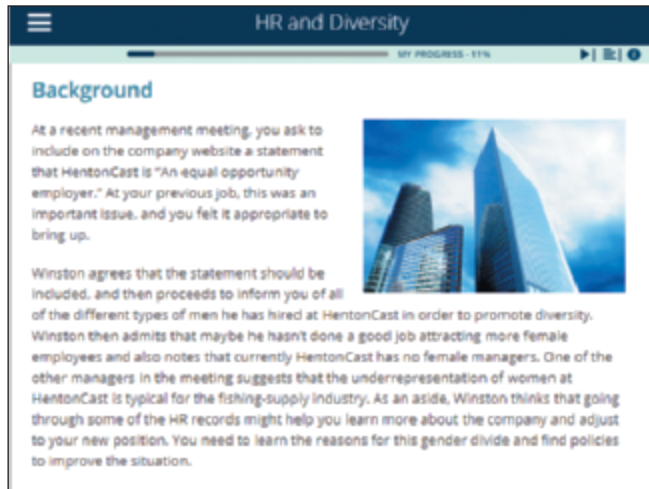 HR and Diversity
MY PROGRESS - 11%
Background
At a recent management meeting, you ask to
include on the company website a statement
that HentonCast is "An equal opportunity
employer." At your previous job, this was an
important issue, and you felt it appropriate to
bring up.
Winston agrees that the statement should be
included, and then proceeds to inform you of all
of the different types of men he has hired at HentonCast in order to promote diversity.
Winston then admits that maybe he hasn't done a good job attracting more female
employees and also notes that currently HentonCast has no female managers. One of the
other managers in the meeting suggests that the underrepresentation of women at
HentonCast is typical for the fishing-supply industry. As an aside, Winston thinks that going
through some of the HR records might help you learn more about the company and adjust
to your new position. You need to learn the reasons for this gender divide and find policies
to improve the situation.